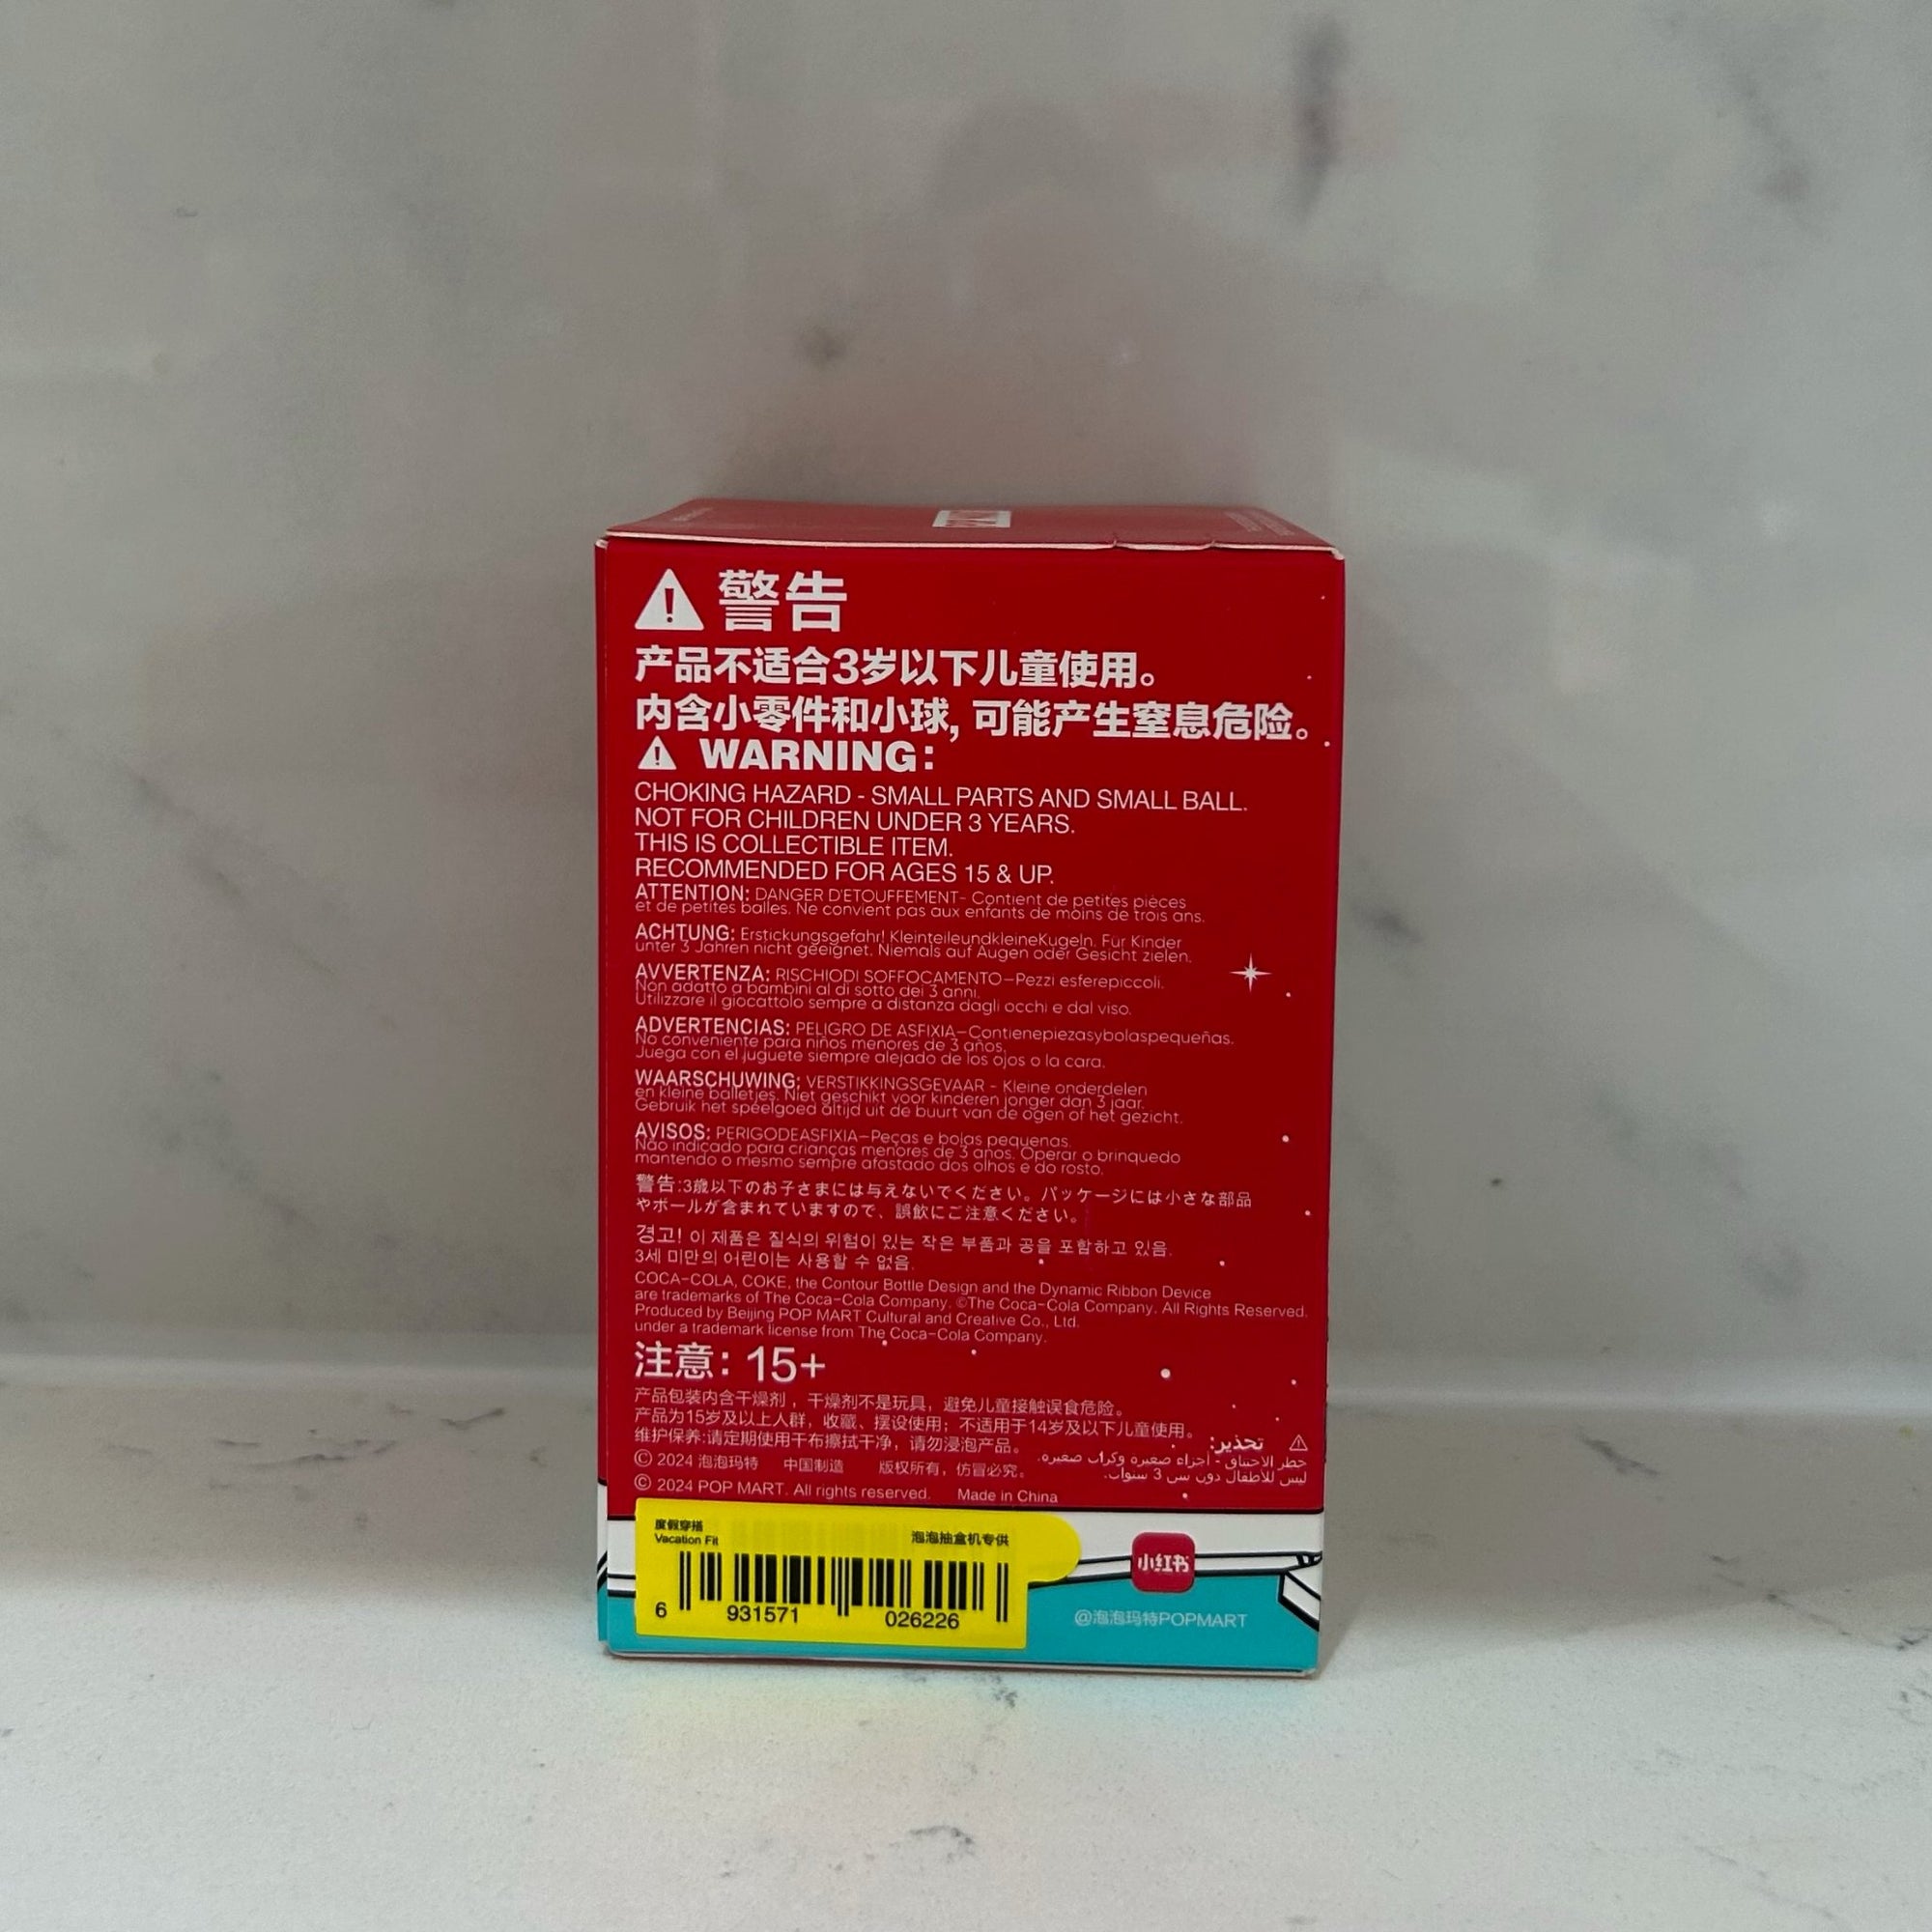 警告
产品不适合3岁以下儿童使用。
内含小零件和小球, 可能产生窒息危险。
WARNING:
CHOKING HAZARD - SMALL PARTS AND SMALL BALL.
NOT FOR CHILDREN UNDER 3 YEARS.
THIS IS COLLECTIBLE ITEM.
RECOMMENDED FOR AGES 15 & UP.
ATTENTION: DANGER D'ETOUFFEMENT- Contient de petites pièces
et de petites balles. Ne convient pas aux enfants de moins de trois ans.
ACHTUNG: Erstickungsgefahr! KleinteileundkleineKugeln. Für Kinder
unter 3 Jahren nicht geeignet. Niemals auf Augen oder Gesicht zielen.
AVVERTENZA: RISCHIODI SOFFOCAMENTO—Pezzi esferepiccoli.
Non adatto a bambini al di sotto dei 3 anni.
Utilizzare il giocattolo sempre a distanza dagli occhi e dal viso.
ADVERTENCIAS: PELIGRO DE ASFIXIA—Contienepiezasybolaspequeñas.
No conveniente para niños menores de 3 años.
Juega con el juguete siempre alejado de los ojos o la cara.
WAARSCHUWING: VERSTIKKINGSGEVAAR - Kleine onderdelen
en kleine balletjes. Niet geschikt voor kinderen jonger dan 3 jaar.
Gebruik het speelgoed altijd uit de buurt van de ogen of het gezicht.
AVISOS: PERIGODEASFIXIA—Peças e bolas pequenas.
Não indicado para crianças menores de 3 anos. Operar o brinquedo
mantendo o mesmo sempre afastado dos olhos e do rosto.
警告:3歳以下のお子さまには与えないでください。パッケージには小さな部品
やボールが含まれていますので、誤飲にご注意ください。
경고! 이 제품은 질식의 위험이 있는 작은 부품과 공을 포함하고 있음.
3세 미만의 어린이는 사용할 수 없음.
COCA-COLA, COKE, the Contour Bottle Design and the Dynamic Ribbon Device
are trademarks of The Coca-Cola Company. ©The Coca-Cola Company. All Rights Reserved.
Produced by Beijing POP MART Cultural and Creative Co., Ltd.
under a trademark license from The Coca-Cola Company.
注意: 15+
产品包装内含干燥剂，干燥剂不是玩具，避免儿童接触误食危险。
产品为15岁及以上人群，收藏、摆设使用；不适用于14岁及以下儿童使用。
维护保养:请定期使用干布擦拭干净，请勿浸泡产品。
تحذير:
خطر الاختناق - أجزاء صغيرة وكرات صغيرة.
ليس للأطفال دون سن 3 سنوات.
© 2024 泡泡玛特 中国制造 版权所有，仿冒必究。
© 2024 POP MART. All rights reserved. Made in China
度假穿搭
Vacation Fit
泡泡抽盒机专供
6 931571 026226
小红书
@泡泡玛特POPMART